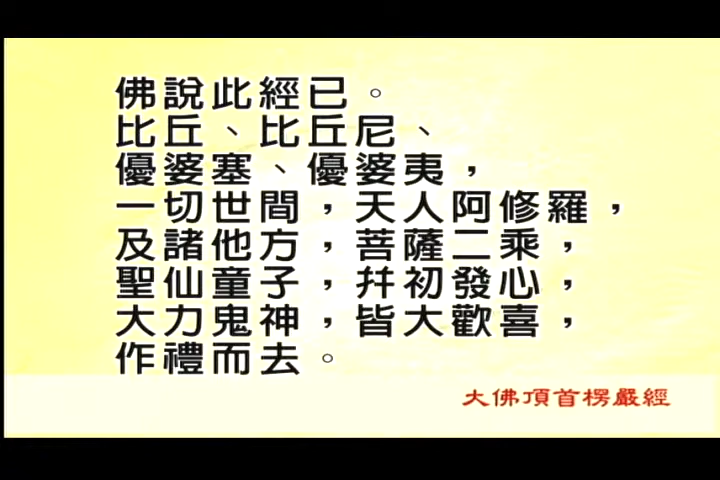 佛說此經已。
比丘、比丘尼、
優婆塞、優婆夷，
一切世間，天人阿修羅，
及諸他方，菩薩二乘，
聖仙童子，并初發心，
大力鬼神，皆大歡喜，
作禮而去。
大佛頂首楞嚴經